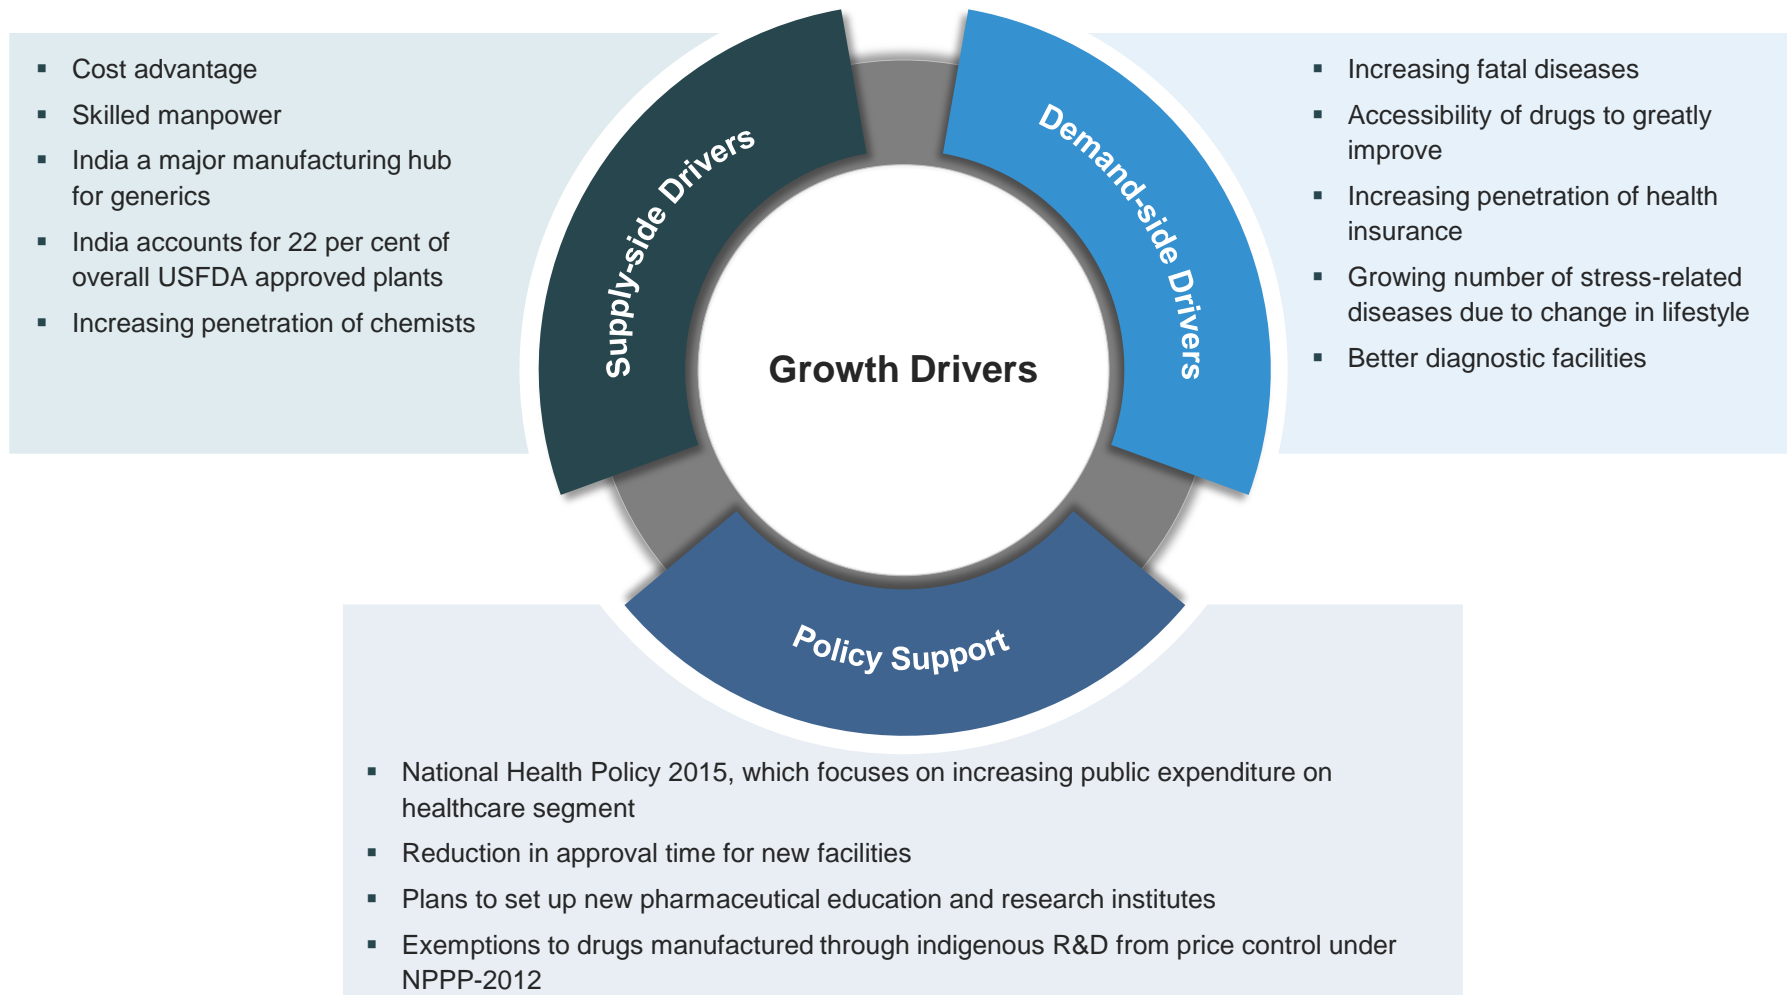 ▪ Cost advantage
▪ Skilled manpower
▪ India a major manufacturing hub
for generics
▪ India accounts for 22 per cent of
overall USFDA approved plants
▪ Increasing penetration of chemists
Supply-side Drivers
Growth Drivers
Demand-side Drivers
▪ Increasing fatal diseases
▪ Accessibility of drugs to greatly
improve
▪ Increasing penetration of health
insurance
▪ Growing number of stress-related
diseases due to change in lifestyle
▪ Better diagnostic facilities
Policy Support
▪ National Health Policy 2015, which focuses on increasing public expenditure on
healthcare segment
▪ Reduction in approval time for new facilities
▪ Plans to set up new pharmaceutical education and research institutes
▪ Exemptions to drugs manufactured through indigenous R&D from price control under
NPPP-2012